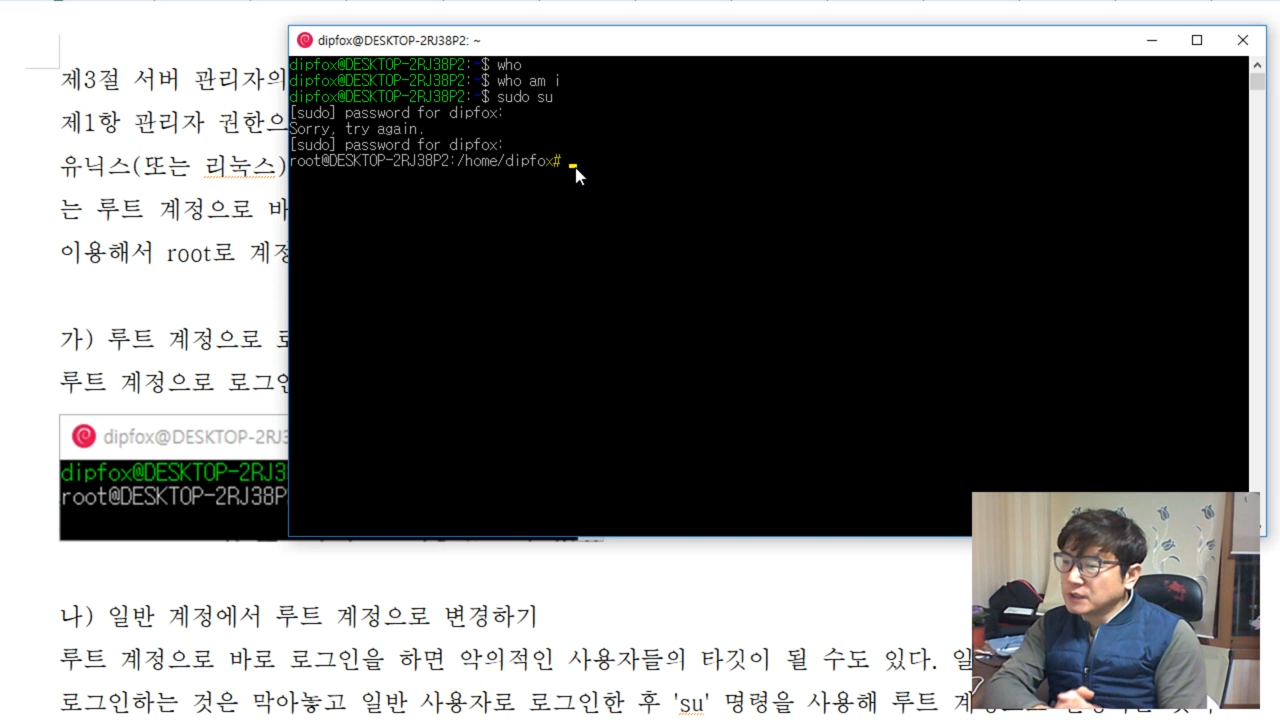 제3절 서버 관리자의
제1항 관리자 권한으
유닉스(또는 리눅스)
는 루트 계정으로 바
이용해서 root로 계정
가) 루트 계정으로 로
루트 계정으로 로그인
dipfox@DESKTOP-2RJ3
dipfox@DESKTOP-2RJ3
root@DESKTOP-2RJ38P
dipfox@DESKTOP-2RJ38P2: ~
dipfox@DESKTOP-2RJ38P2:~$ who
dipfox@DESKTOP-2RJ38P2:~$ who am i
dipfox@DESKTOP-2RJ38P2:~$ sudo su
[sudo] password for dipfox:
Sorry, try again.
[sudo] password for dipfox:
root@DESKTOP-2RJ38P2:/home/dipfox#
나) 일반 계정에서 루트 계정으로 변경하기
루트 계정으로 바로 로그인을 하면 악의적인 사용자들의 타깃이 될 수도 있다. 일
로그인하는 것은 막아놓고 일반 사용자로 로그인한 후 'su' 명령을 사용해 루트 계